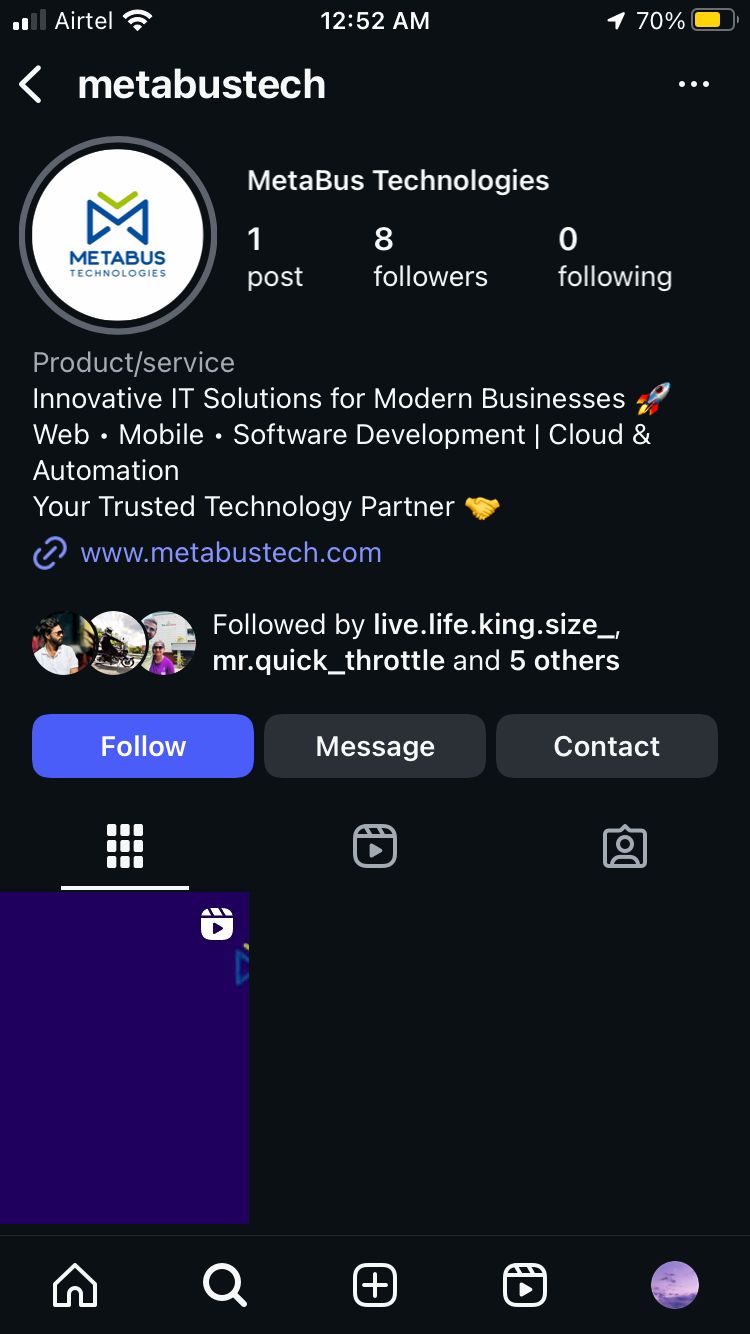 Airtel 12:52 AM 70%
metabustech
METABUS
TECHNOLOGIES
MetaBus Technologies
1 8 0
post followers following
Product/service
Innovative IT Solutions for Modern Businesses 🚀
Web • Mobile • Software Development | Cloud &
Automation
Your Trusted Technology Partner 🤝
www.metabustech.com
Followed by live.life.king.size_,
mr.quick_throttle and 5 others
Follow Message Contact